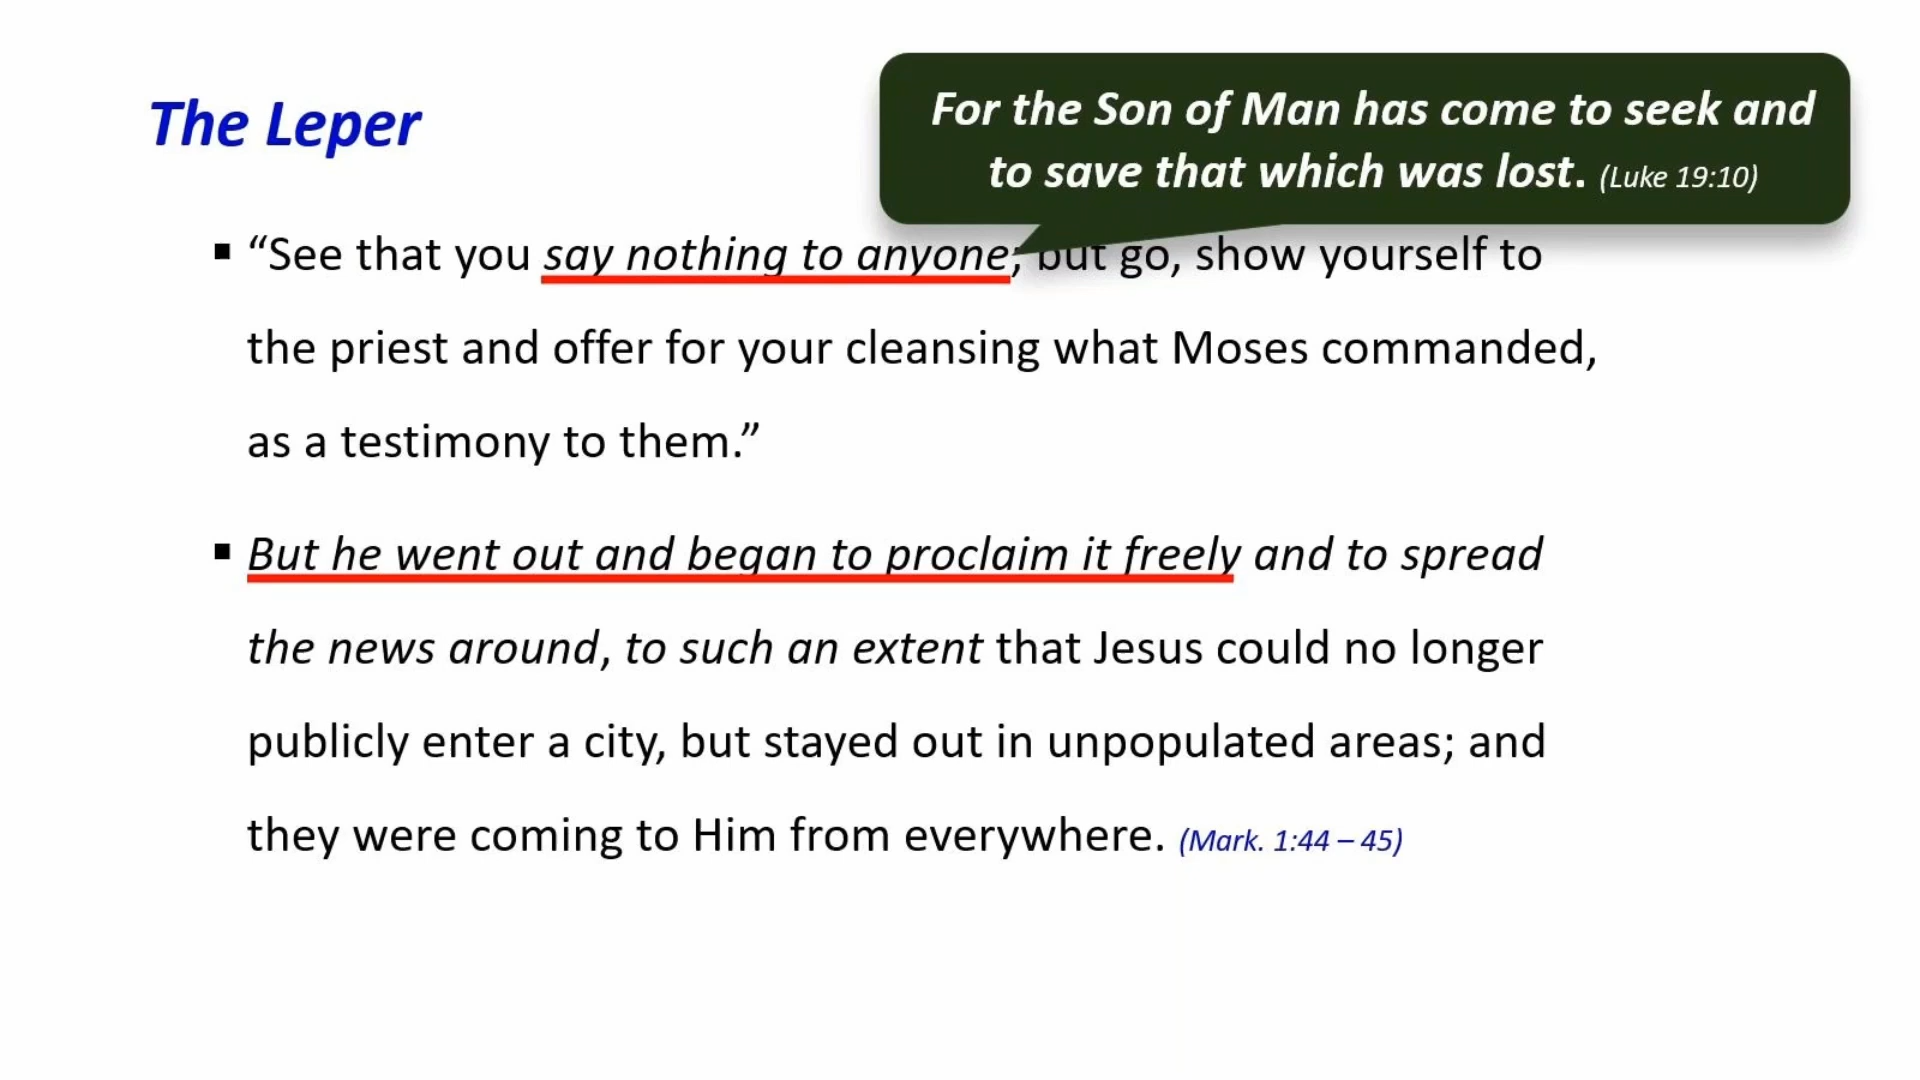 The Leper
For the Son of Man has come to seek and
to save that which was lost. (Luke 19:10)
▪ “See that you say nothing to anyone; but go, show yourself to
the priest and offer for your cleansing what Moses commanded,
as a testimony to them.”
▪ But he went out and began to proclaim it freely and to spread
the news around, to such an extent that Jesus could no longer
publicly enter a city, but stayed out in unpopulated areas; and
they were coming to Him from everywhere. (Mark. 1:44 – 45)